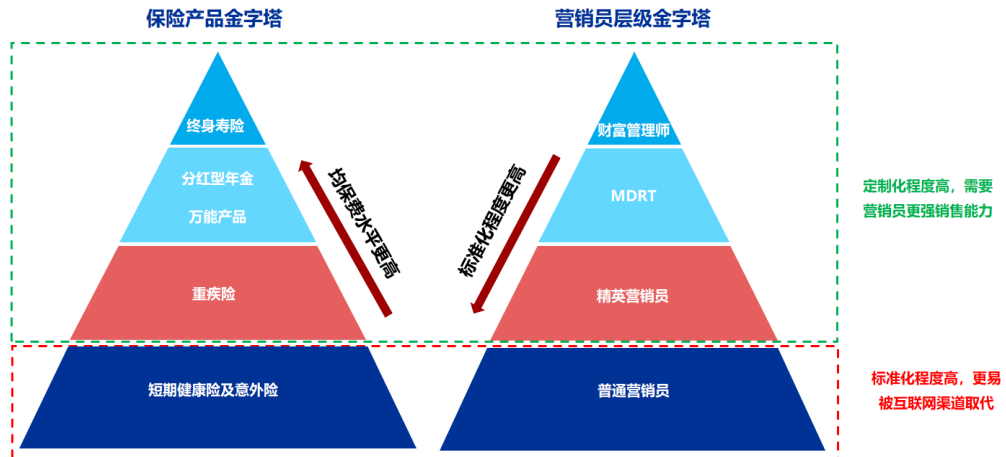 保险产品金字塔
营销员层级金字塔
终身寿险
分红型年金
万能产品
重疾险
短期健康险及意外险
均保费水平更高
标准化程度更高
财富管理师
MDRT
精英营销员
普通营销员
定制化程度高，需要
营销员更强销售能力
标准化程度高，更易
被互联网渠道取代